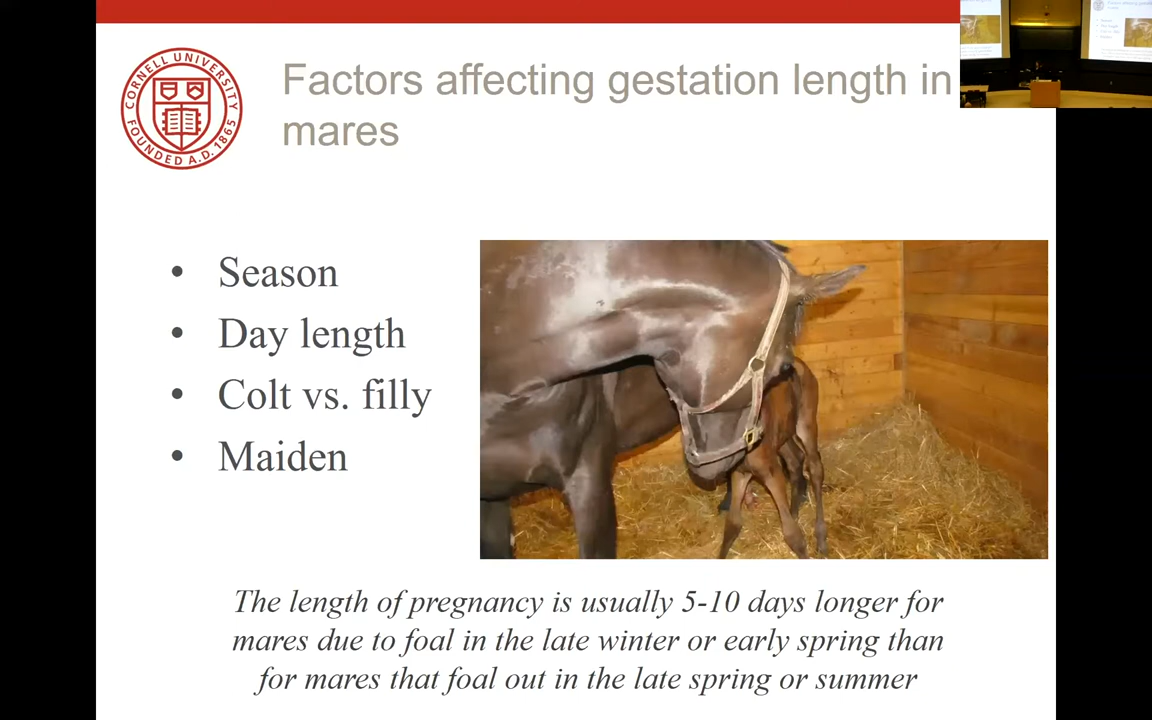 Factors affecting gestation length in
mares
CORNELL UNIVERSITY
FOUNDED A.D. 1865
• Season
• Day length
• Colt vs. filly
• Maiden
The length of pregnancy is usually 5-10 days longer for
mares due to foal in the late winter or early spring than
for mares that foal out in the late spring or summer